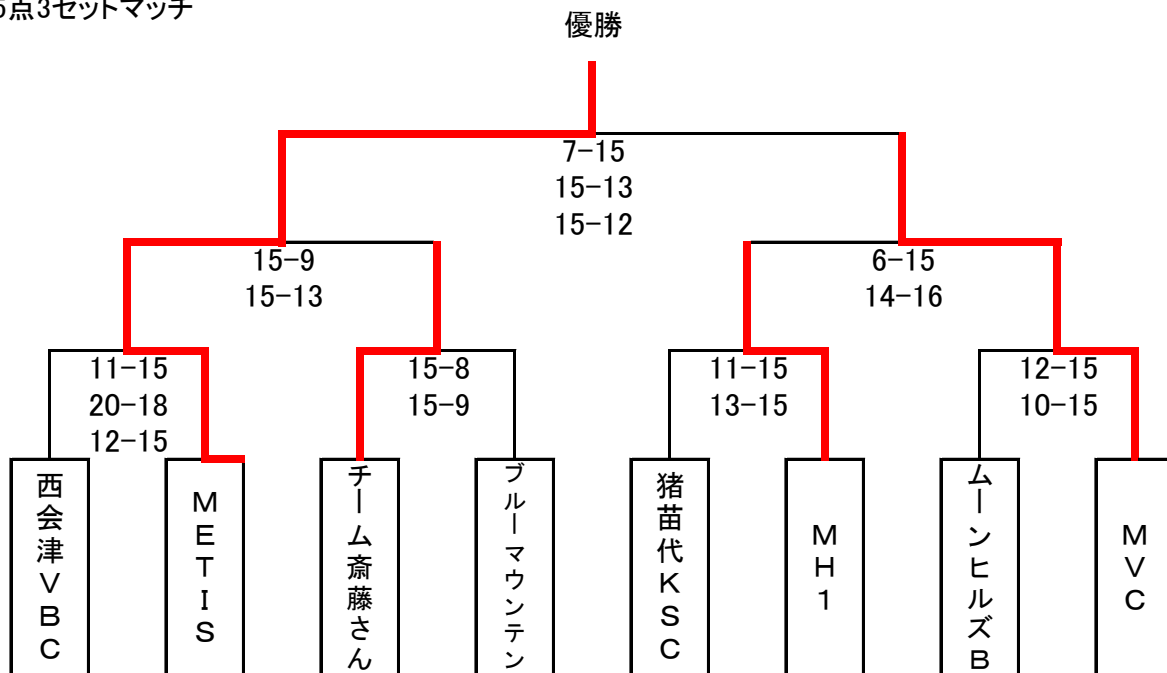 5点3セットマッチ
優勝
7-15
15-13
15-12
15-9
15-13
6-15
14-16
11-15
20-18
12-15
15-8
15-9
11-15
13-15
12-15
10-15
西会津VBC
METIS
チーム斎藤さん
ブルーマウンテン
猪苗代KSC
MH1
ムーンヒルズB
MVC